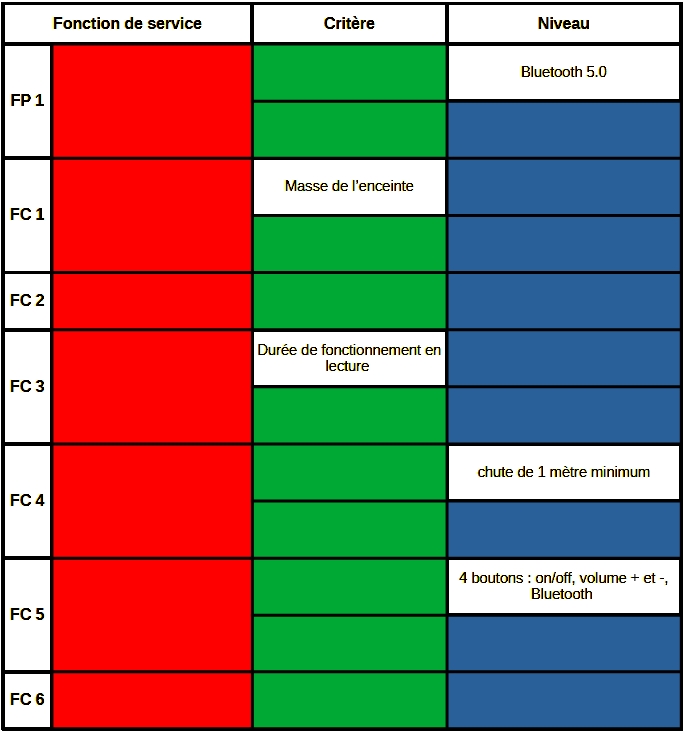 Fonction de service
Critère
Niveau
FP 1
Bluetooth 5.0
FC 1
Masse de l'enceinte
FC 2
FC 3
Durée de fonctionnement en
lecture
FC 4
chute de 1 mètre minimum
FC 5
4 boutons : on/off, volume + et -,
Bluetooth
FC 6